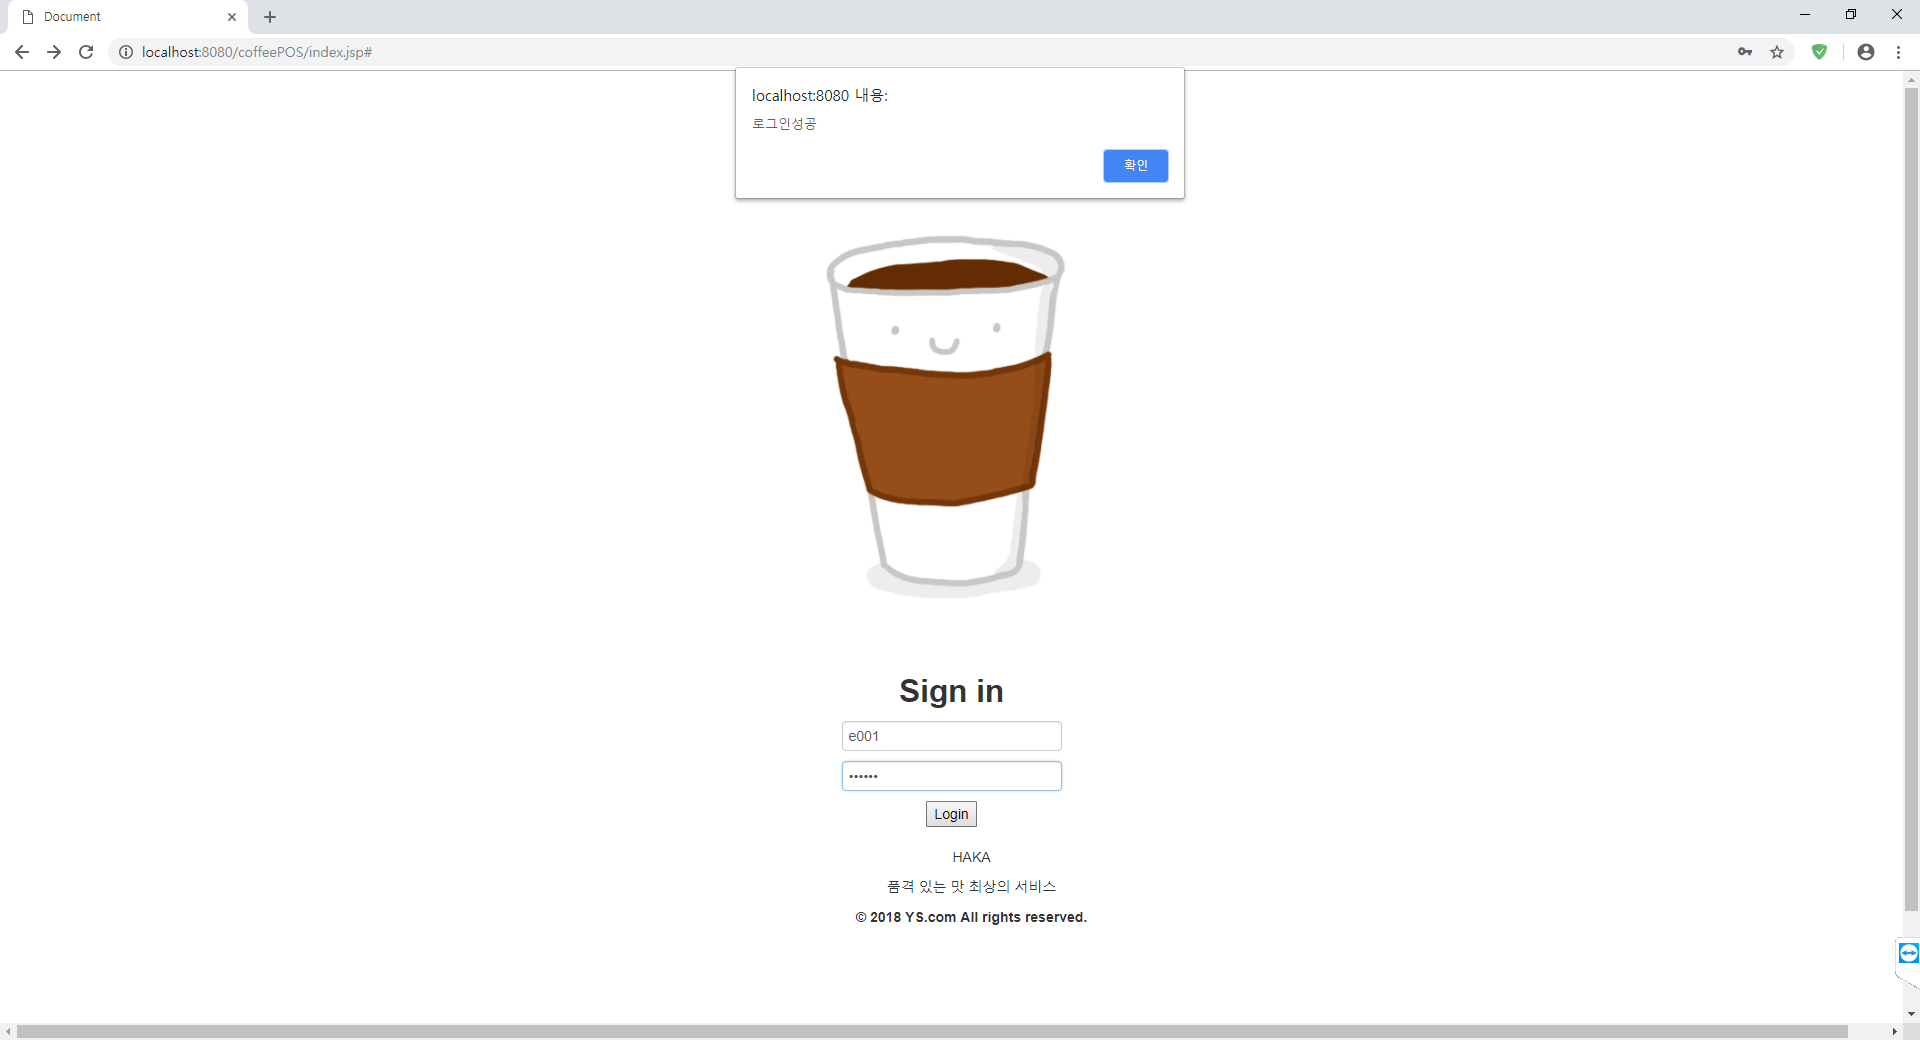 Document
localhost:8080/coffeePOS/index.jsp#
localhost:8080 내용:
로그인성공
확인
Sign in
e001
••••••
Login
HAKA
품격 있는 맛 최상의 서비스
© 2018 YS.com All rights reserved.